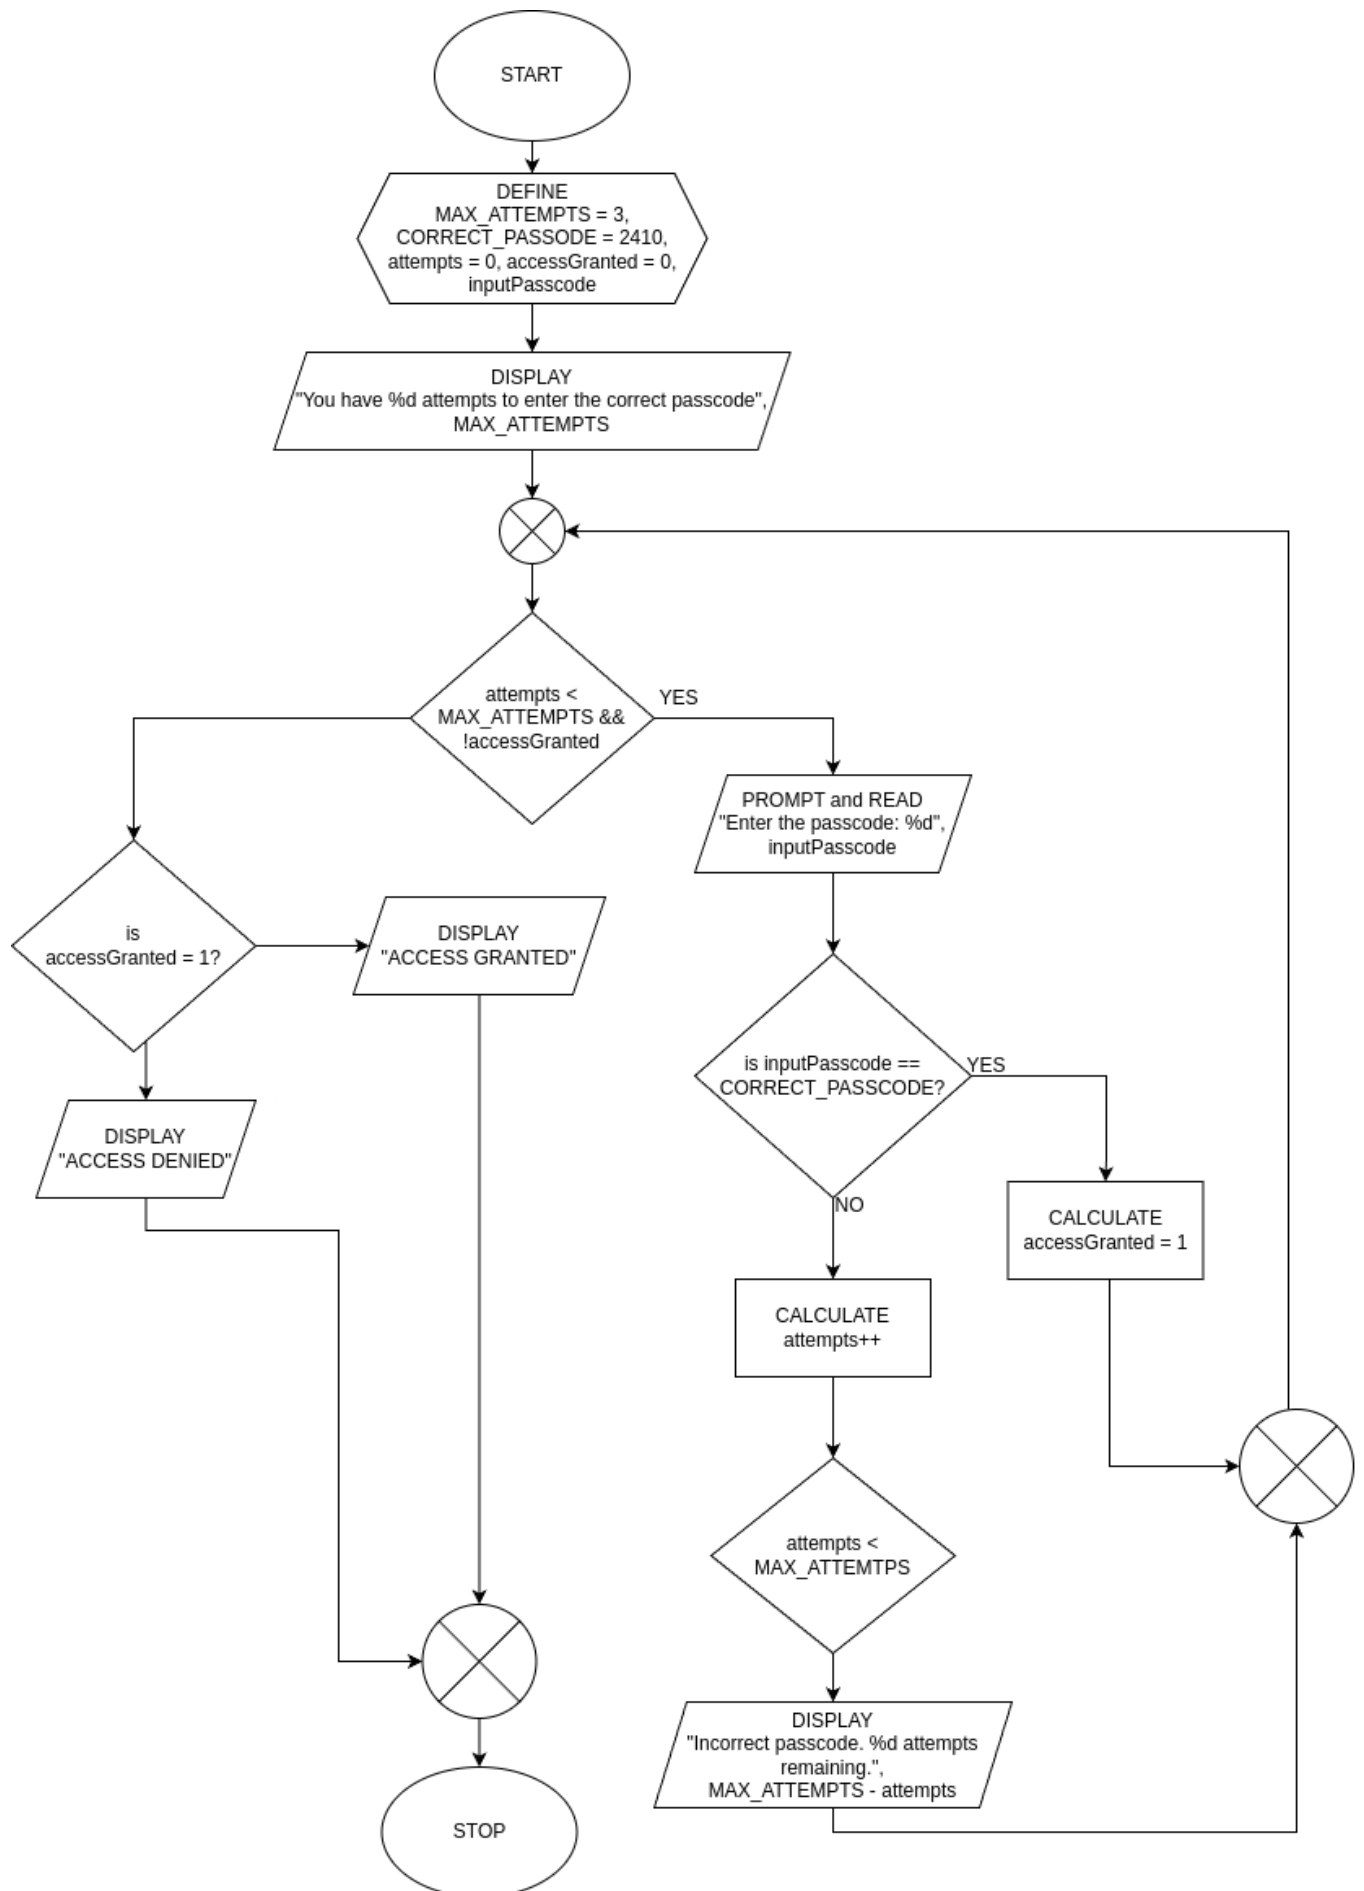 START
DEFINE
MAX_ATTEMPTS = 3,
CORRECT_PASSODE = 2410,
attempts = 0, accessGranted = 0,
inputPasscode
DISPLAY
"You have %d attempts to enter the correct passcode",
MAX_ATTEMPTS
attempts <
MAX_ATTEMPTS &&
!accessGranted
YES
PROMPT and READ
"Enter the passcode: %d",
inputPasscode
is
accessGranted = 1?
DISPLAY
"ACCESS GRANTED"
is inputPasscode ==
CORRECT_PASSCODE?
YES
DISPLAY
"ACCESS DENIED"
NO
CALCULATE
accessGranted = 1
CALCULATE
attempts++
attempts <
MAX_ATTEMTPS
DISPLAY
"Incorrect passcode. %d attempts
remaining.",
MAX_ATTEMPTS - attempts
STOP